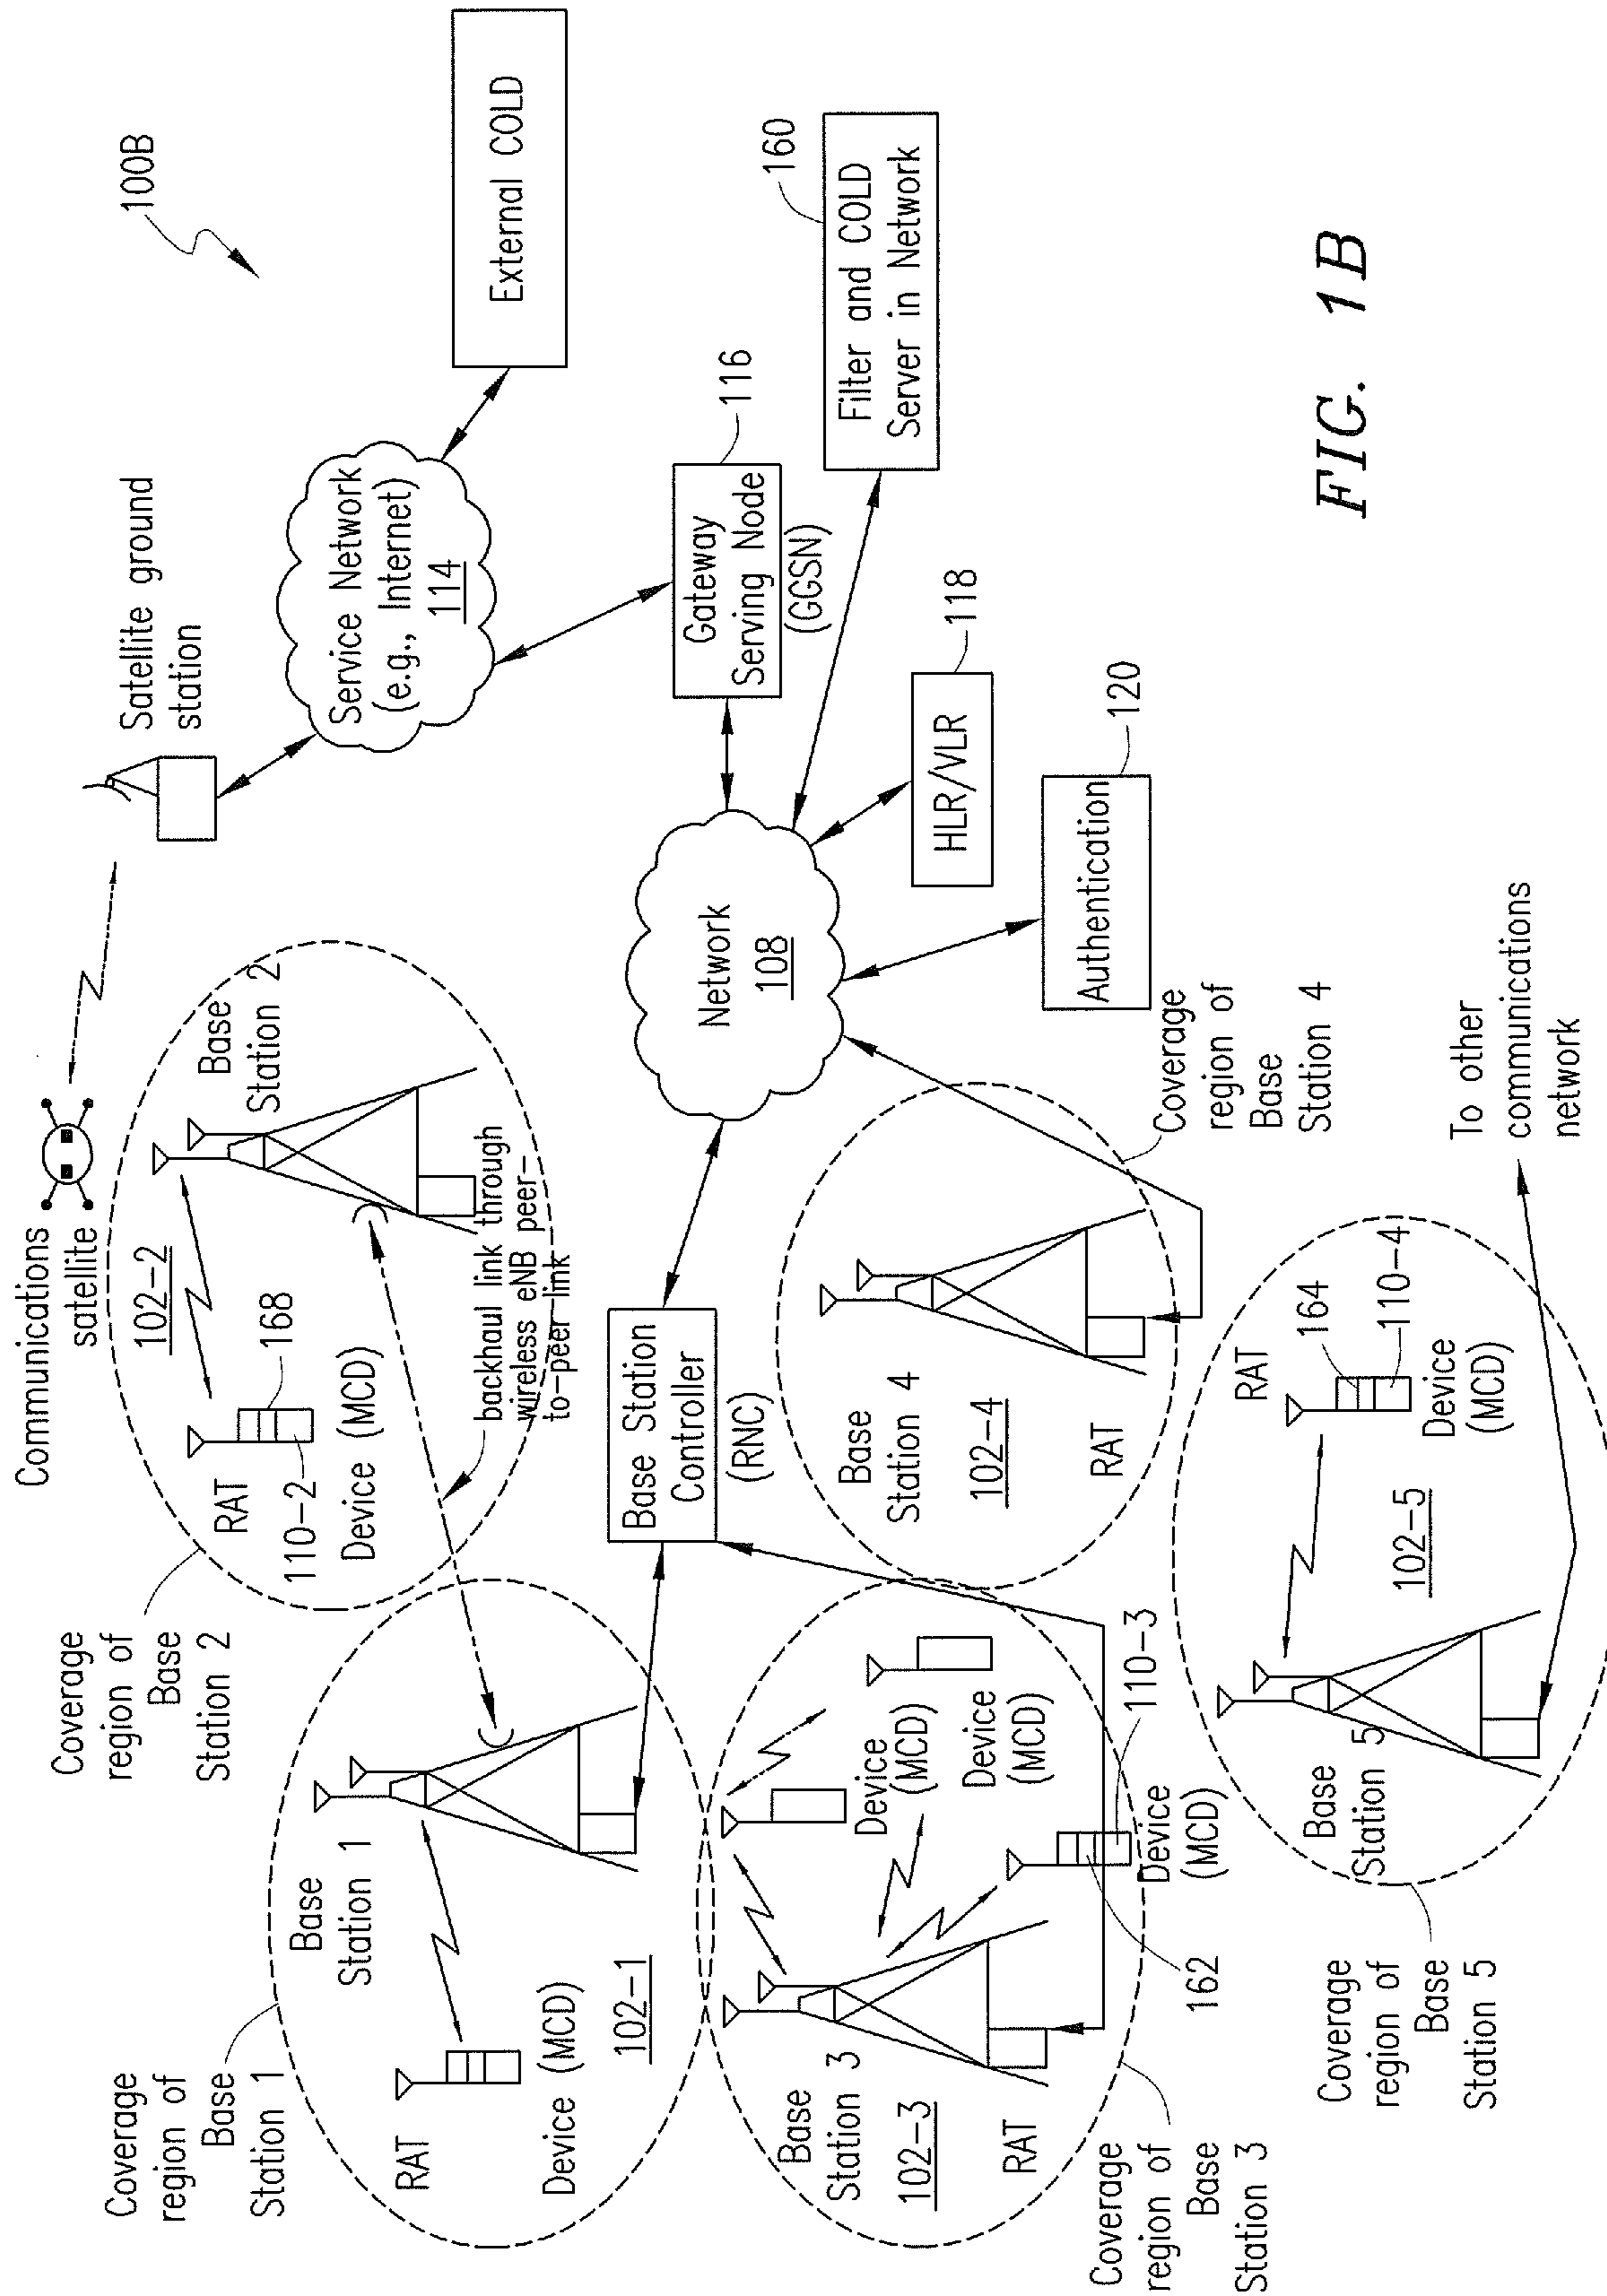 100B
Communications
satellite
Satellite ground
station
Service Network
(e.g., Internet)
114
External COLD
Coverage
region of
Base
Station 2
102-2
Base
Station 2
RAT
168
110-2
Device (MCD)
backhaul link through
wireless eNB peer-
to-peer link
Coverage
region of
Base
Station 1
Base
Station 1
RAT
Device (MCD)
102-1
Base Station
Controller
(RNC)
Network
108
Gateway
Serving Node
(GGSN)
116
Filter and COLD
Server in Network
160
HLR/VLR
118
Authentication
120
Base
Station 3
102-3
RAT
Device
(MCD)
Device
(MCD)
110-3
Device
(MCD)
162
Coverage
region of
Base
Station 3
Base
Station 4
102-4
RAT
Coverage
region of
Base
Station 4
Base
Station 5
102-5
RAT
164
110-4
Device
(MCD)
Coverage
region of
Base
Station 5
To other
communications
network
FIG. 1B